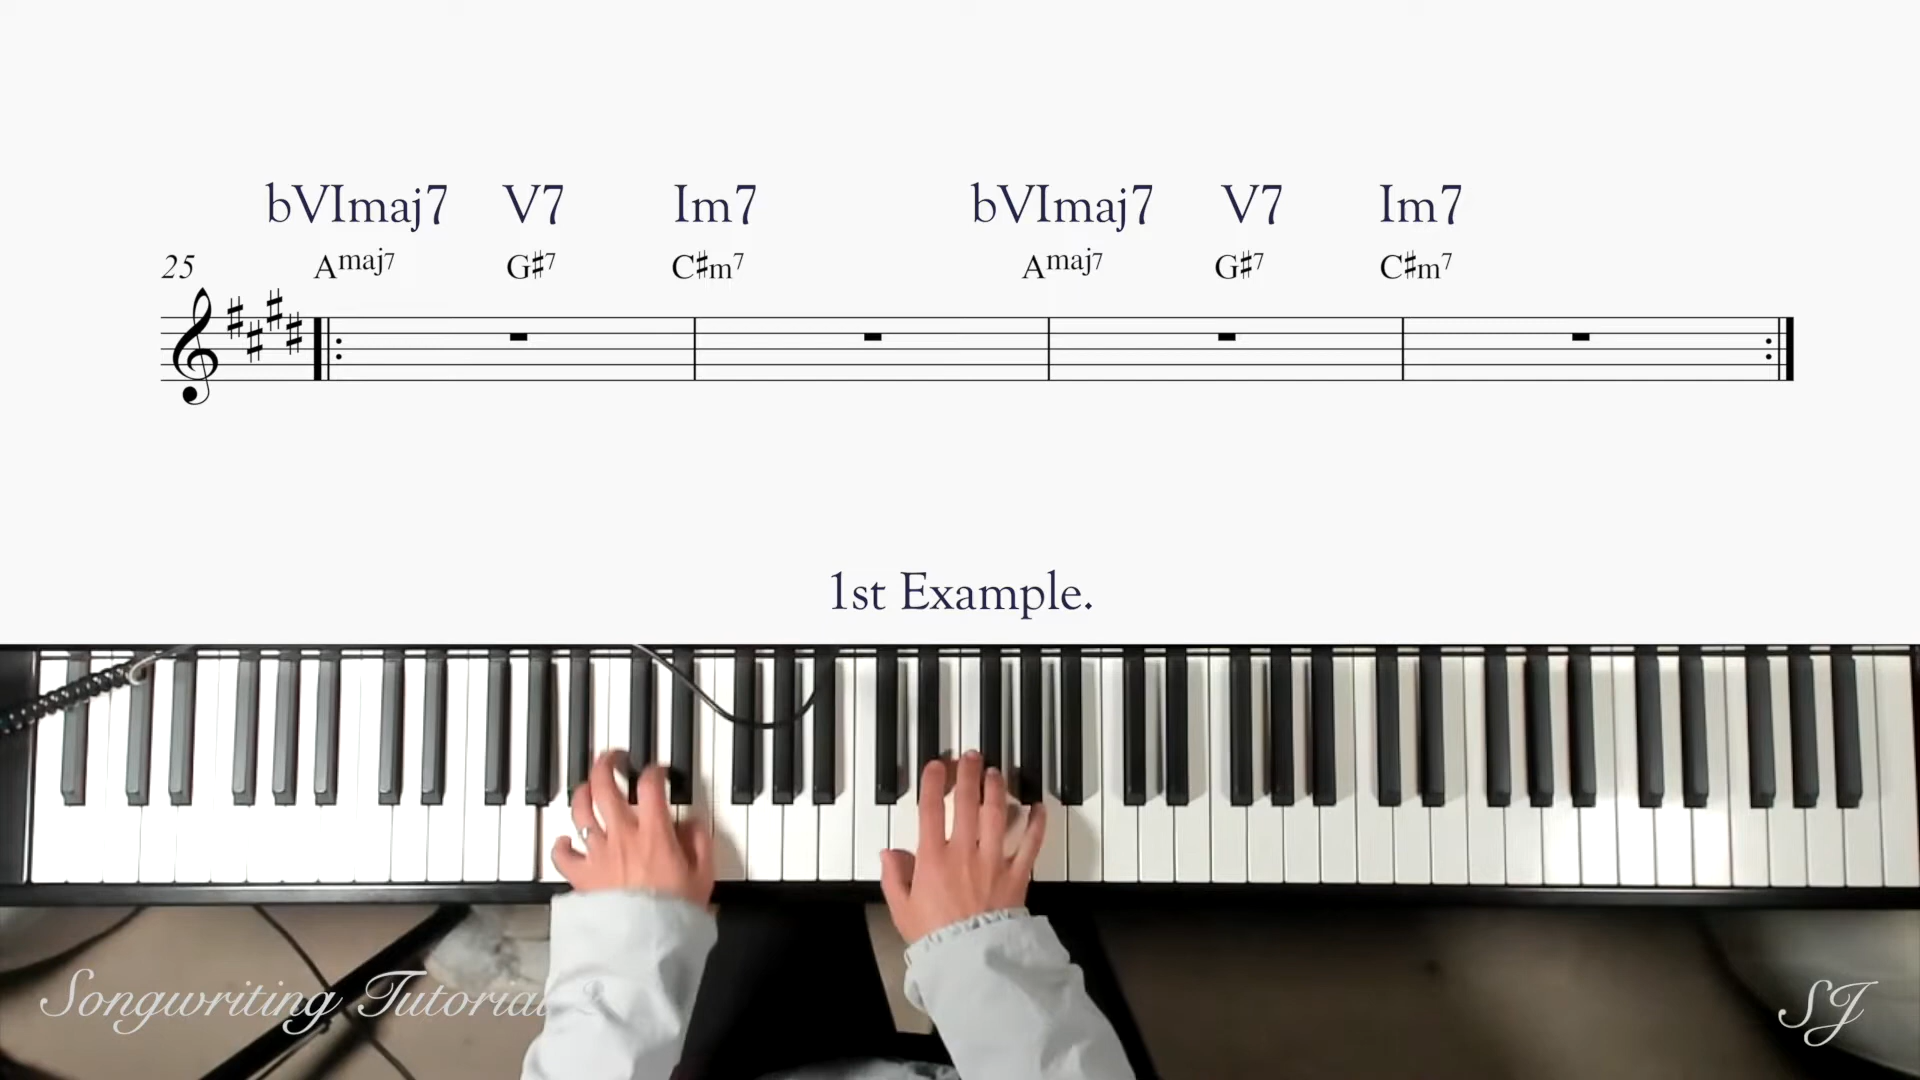 bVImaj7 V7 Im7 bVImaj7 V7 Im7
25 Amaj7 G♯7 C♯m7 Amaj7 G♯7 C♯m7
1st Example.
Songwriting Tutorial
SJ